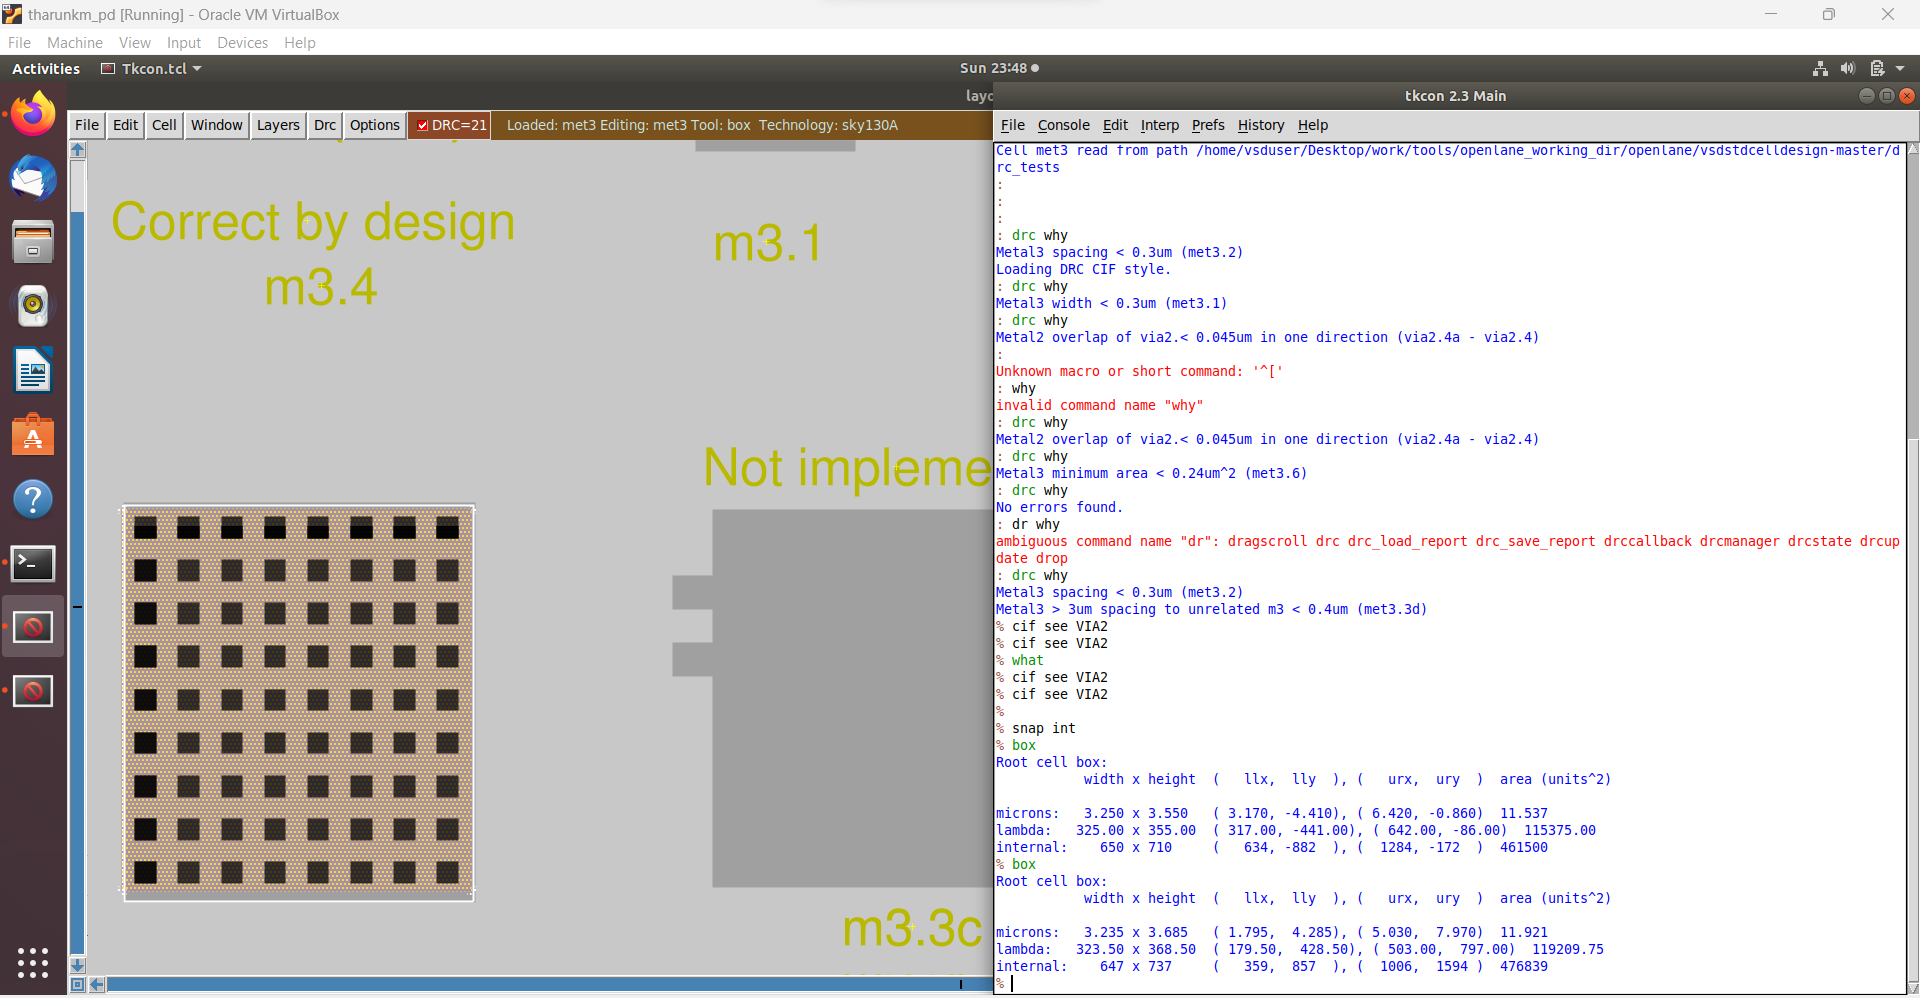 tharunkm_pd [Running] - Oracle VM VirtualBox
File Machine View Input Devices Help
Activities Tkcon.tcl Sun 23:48
layo
tkcon 2.3 Main
File Edit Cell Window Layers Drc Options DRC=21 Loaded: met3 Editing: met3 Tool: box Technology: sky130A
Correct by design
m3.4
m3.1
Not impleme
m3.3c
File Console Edit Interp Prefs History Help
Cell met3 read from path /home/vsduser/Desktop/work/tools/openlane_working_dir/openlane/vsdstdcelldesign-master/d
rc_tests
:
:
:
: drc why
Metal3 spacing < 0.3um (met3.2)
Loading DRC CIF style.
: drc why
Metal3 width < 0.3um (met3.1)
: drc why
Metal2 overlap of via2.< 0.045um in one direction (via2.4a - via2.4)
:
Unknown macro or short command: '^['
: why
invalid command name "why"
: drc why
Metal2 overlap of via2.< 0.045um in one direction (via2.4a - via2.4)
: drc why
Metal3 minimum area < 0.24um^2 (met3.6)
: drc why
No errors found.
: dr why
ambiguous command name "dr": dragscroll drc drc_load_report drc_save_report drccallback drcmanager drcstate drcup
date drop
: drc why
Metal3 spacing < 0.3um (met3.2)
Metal3 > 3um spacing to unrelated m3 < 0.4um (met3.3d)
% cif see VIA2
% cif see VIA2
% what
% cif see VIA2
% cif see VIA2
%
% snap int
% box
Root cell box:
width x height ( llx, lly ), ( urx, ury ) area (units^2)
microns: 3.250 x 3.550 ( 3.170, -4.410), ( 6.420, -0.860) 11.537
lambda: 325.00 x 355.00 ( 317.00, -441.00), ( 642.00, -86.00) 115375.00
internal: 650 x 710 ( 634, -882 ), ( 1284, -172 ) 461500
% box
Root cell box:
width x height ( llx, lly ), ( urx, ury ) area (units^2)
microns: 3.235 x 3.685 ( 1.795, 4.285), ( 5.030, 7.970) 11.921
lambda: 323.50 x 368.50 ( 179.50, 428.50), ( 503.00, 797.00) 119209.75
internal: 647 x 737 ( 359, 857 ), ( 1006, 1594 ) 476839
%